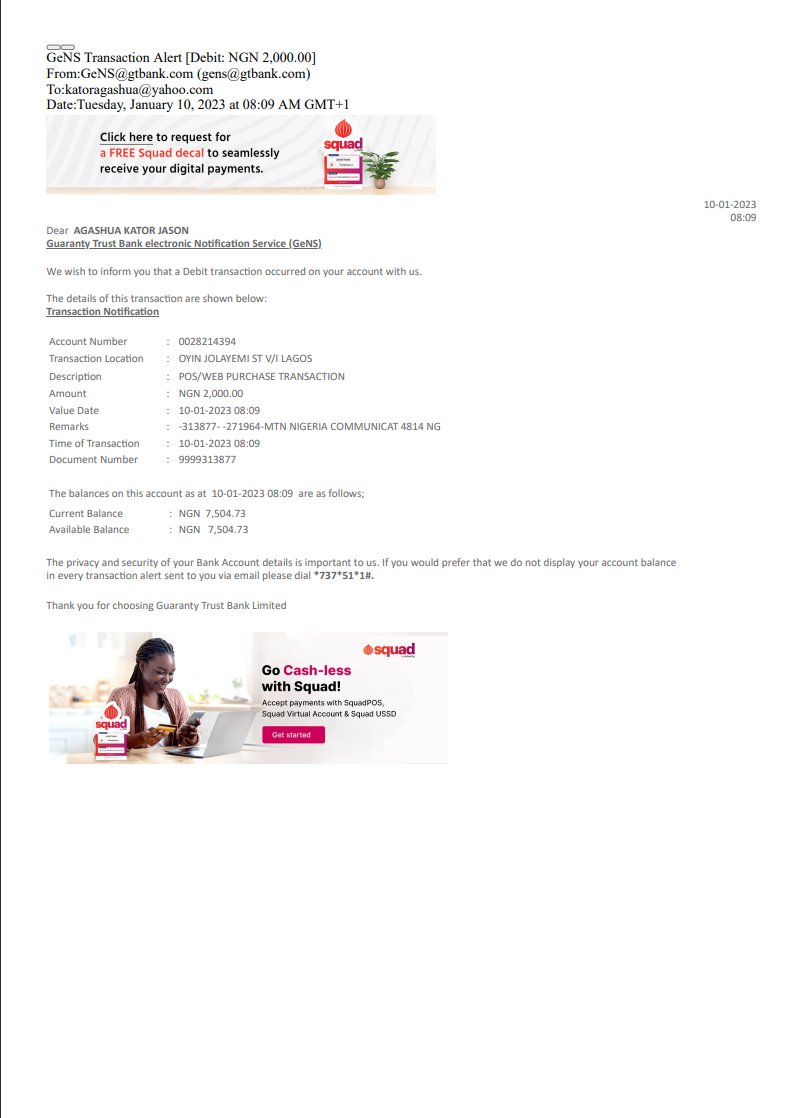 GeNS Transaction Alert [Debit: NGN 2,000.00]
From:GeNS@gtbank.com (gens@gtbank.com)
To:katoragashua@yahoo.com
Date:Tuesday, January 10, 2023 at 08:09 AM GMT+1
Click here to request for
a FREE Squad decal to seamlessly
receive your digital payments.
squad
10-01-2023
08:09
Dear AGASHUA KATOR JASON
Guaranty Trust Bank electronic Notification Service (GeNS)
We wish to inform you that a Debit transaction occurred on your account with us.
The details of this transaction are shown below:
Transaction Notification
Account Number : 0028214394
Transaction Location : OYIN JOLAYEMI ST V/I LAGOS
Description : POS/WEB PURCHASE TRANSACTION
Amount : NGN 2,000.00
Value Date : 10-01-2023 08:09
Remarks : -313877- -271964-MTN NIGERIA COMMUNICAT 4814 NG
Time of Transaction : 10-01-2023 08:09
Document Number : 9999313877
The balances on this account as at 10-01-2023 08:09 are as follows;
Current Balance : NGN 7,504.73
Available Balance : NGN 7,504.73
The privacy and security of your Bank Account details is important to us. If you would prefer that we do not display your account balance
in every transaction alert sent to you via email please dial *737*51*1#.
Thank you for choosing Guaranty Trust Bank Limited
squad
Go Cash-less
with Squad!
Accept payments with SquadPOS,
Squad Virtual Account & Squad USSD
Get started
squad